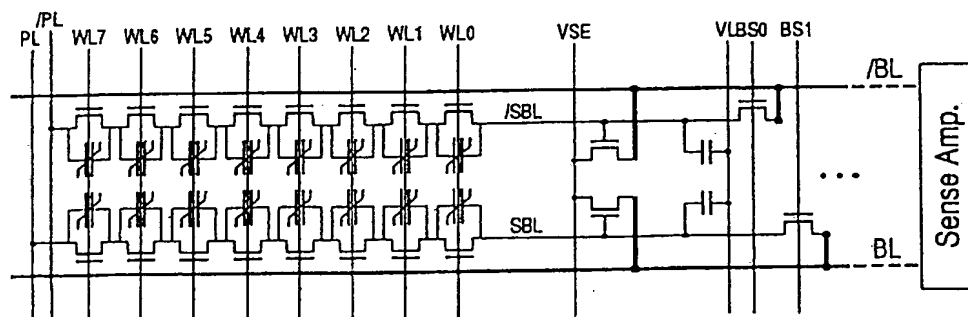 /PL
PL WL7 WL6 WL5 WL4 WL3 WL2 WL1 WL0 VSE VLBS0 BS1
/BL
/SBL
SBL
BL
Sense Amp.